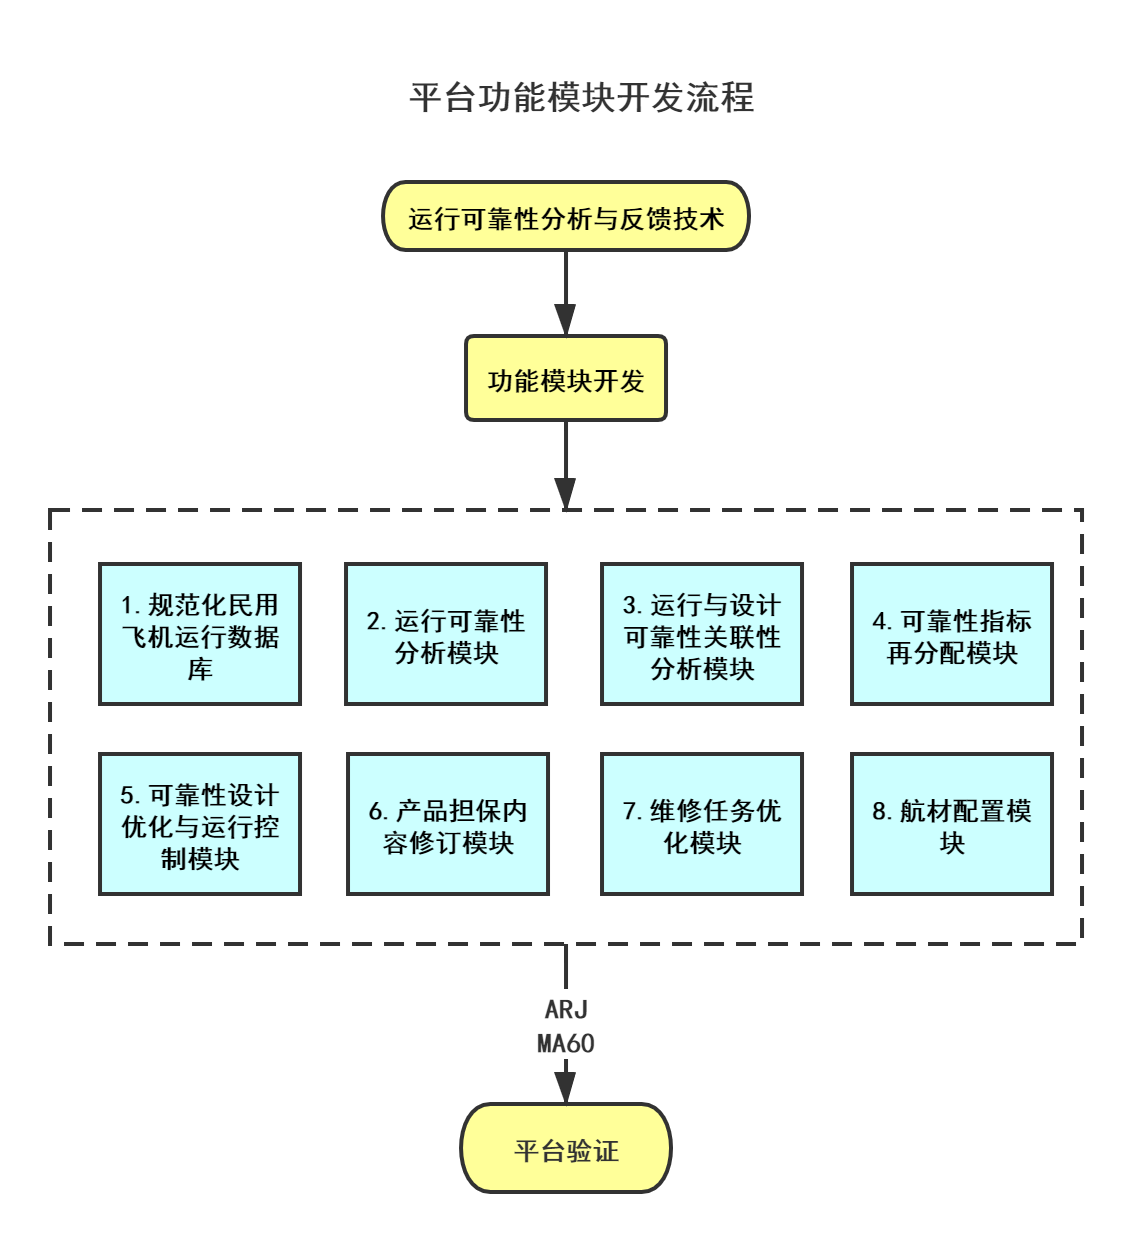 平台功能模块开发流程
运行可靠性分析与反馈技术
功能模块开发
1.规范化民用
飞机运行数据
库
2.运行可靠性
分析模块
3.运行与设计
可靠性关联性
分析模块
4.可靠性指标
再分配模块
5.可靠性设计
优化与运行控
制模块
6.产品担保内
容修订模块
7.维修任务优
化模块
8.航材配置模
块
ARJ
MA60
平台验证